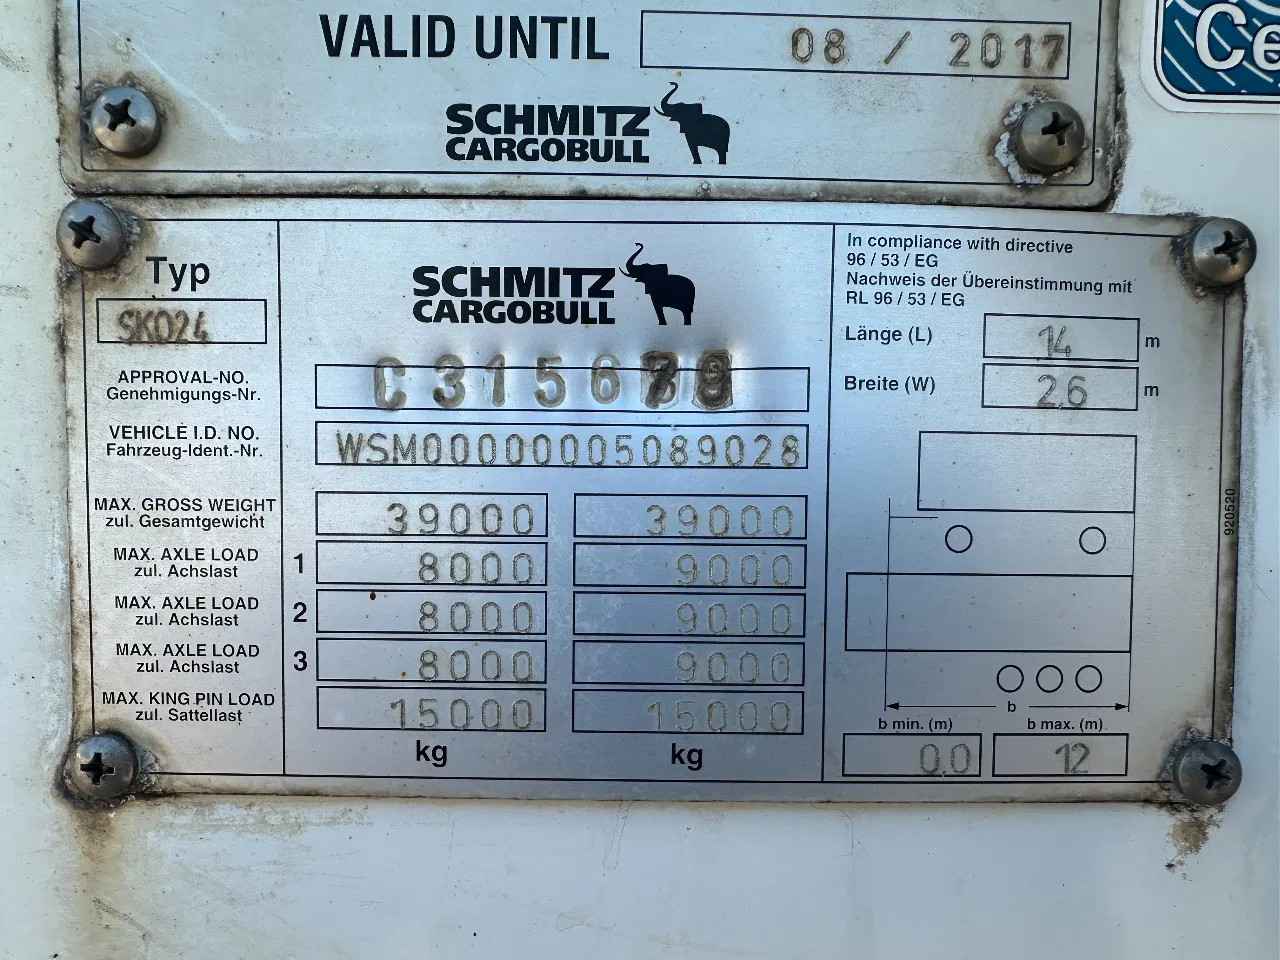 VALID UNTIL 08 / 2017
SCHMITZ
CARGOBULL
Ce
Typ
SKO24
SCHMITZ
CARGOBULL
In compliance with directive
96 / 53 / EG
Nachweis der Übereinstimmung mit
RL 96 / 53 / EG
Länge (L) 14 m
Breite (W) 2.6 m
APPROVAL-NO.
Genehmigungs-Nr.
VEHICLE I.D. NO.
Fahrzeug-Ident.-Nr.
WSM00000005089028
MAX. GROSS WEIGHT
zul. Gesamtgewicht
39000 39000
MAX. AXLE LOAD
zul. Achslast
1 8000 9000
MAX. AXLE LOAD
zul. Achslast
2 8000 9000
MAX. AXLE LOAD
zul. Achslast
3 8000 9000
MAX. KING PIN LOAD
zul. Sattellast
15000 15000
kg kg
920520
b
b min. (m) b max. (m)
0.0 12